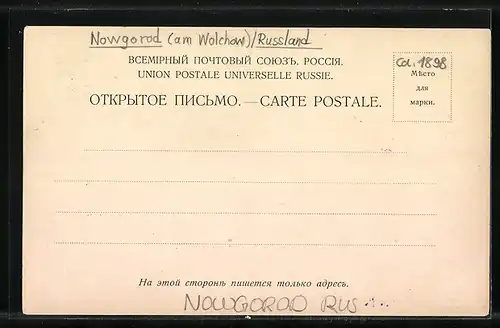 Nowgorod (am Wolchow)/Russland
ВСЕМІРНЫЙ ПОЧТОВЫЙ СОЮЗЪ. РОССІЯ.
UNION POSTALE UNIVERSELLE RUSSIE.
ОТКРЫТОЕ ПИСЬМО.—CARTE POSTALE.
ca. 1898
Мѣсто
для
марки.
На этой сторонѣ пишется только адресъ.
NOWGOROD RUS....